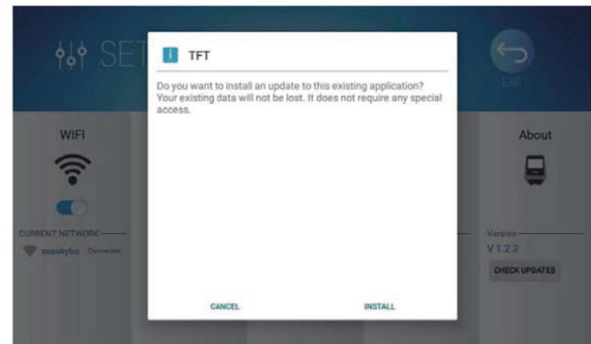 SET
TFT
Do you want to install an update to this existing application?
Your existing data will not be lost. It does not require any special
access.
EXIT
WIFI
About
CURRENT NETWORK
seaskybo Connected
Version
V 1.2.2
CHECK UPDATES
CANCEL
INSTALL